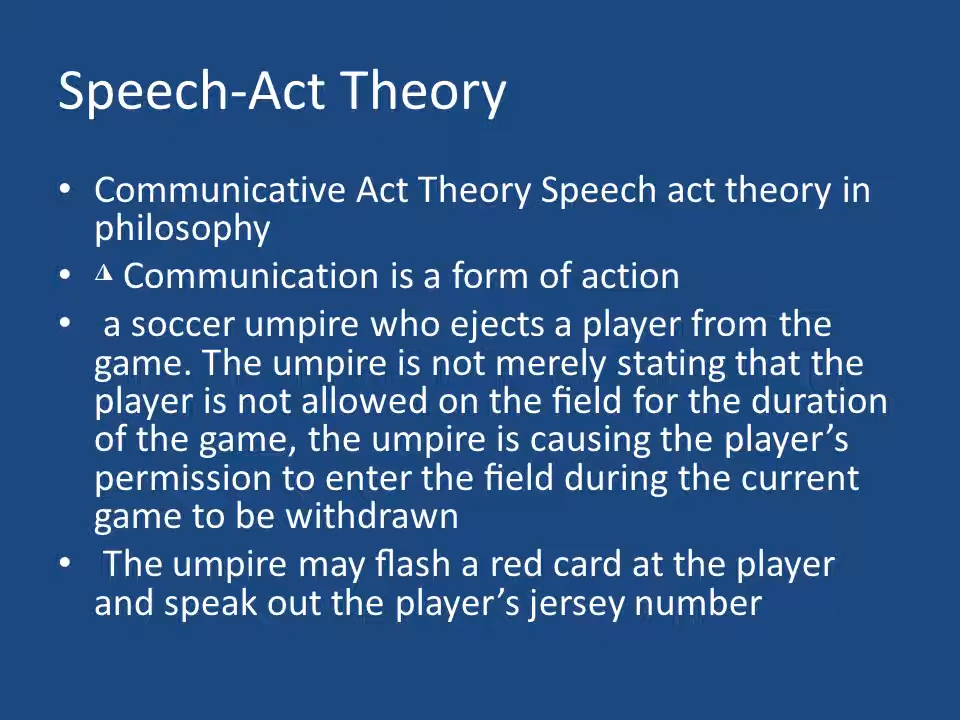 Speech-Act Theory
• Communicative Act Theory Speech act theory in
philosophy
• ◮ Communication is a form of action
• a soccer umpire who ejects a player from the
game. The umpire is not merely stating that the
player is not allowed on the field for the duration
of the game, the umpire is causing the player’s
permission to enter the field during the current
game to be withdrawn
• The umpire may flash a red card at the player
and speak out the player’s jersey number